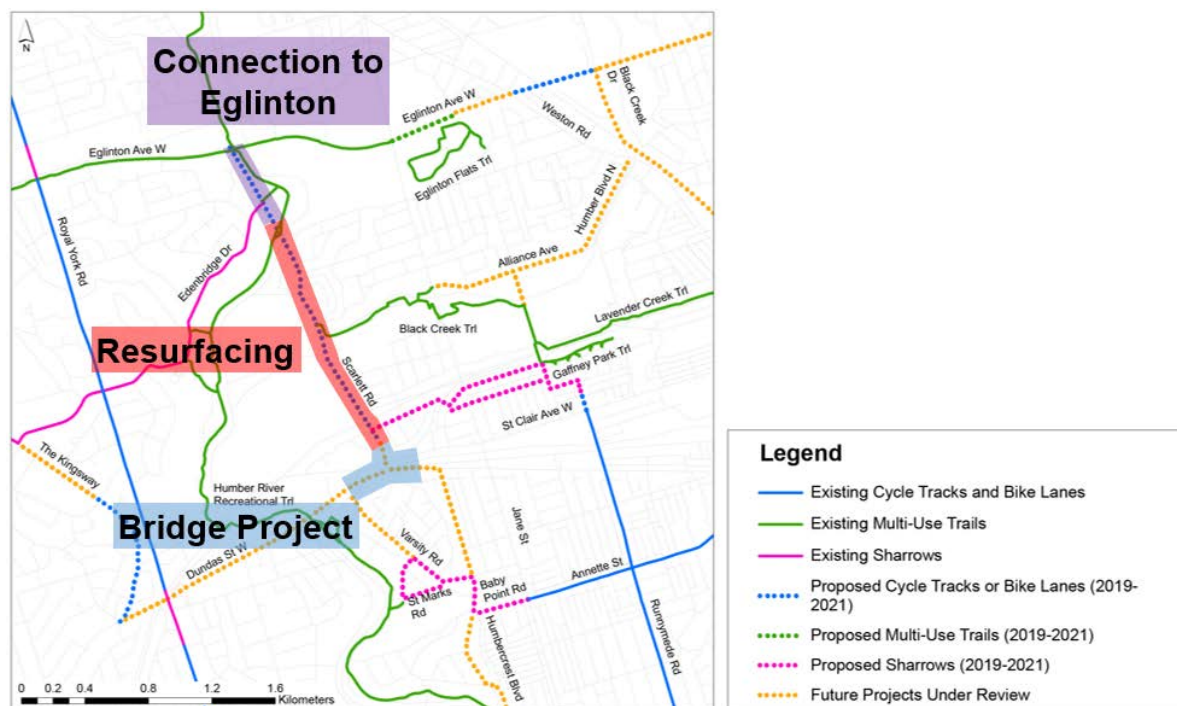 N
Connection to
Eglinton
Eglinton Ave W
Eglinton Ave W
Weston Rd
Black Creek
Dr
Eglinton Flats Trl
Humber Blvd N
Royal York Rd
Edenbridge Dr
Alliance Ave
Lavender Creek Trl
Black Creek Trl
Resurfacing
Scarlett Rd
Gaffney Park Trl
St Clair Ave W
The Kingsway
Humber River
Recreational Trl
Bridge Project
Dundas St W
Varsity Rd
Jane St
Annette St
Baby
Point Rd
St Marks
Rd
Humbercrest Blvd
Runnymede Rd
0 0.2 0.4 0.8 1.2 1.6
Kilometers
Legend
Existing Cycle Tracks and Bike Lanes
Existing Multi-Use Trails
Existing Sharrows
Proposed Cycle Tracks or Bike Lanes (2019-
2021)
Proposed Multi-Use Trails (2019-2021)
Proposed Sharrows (2019-2021)
Future Projects Under Review